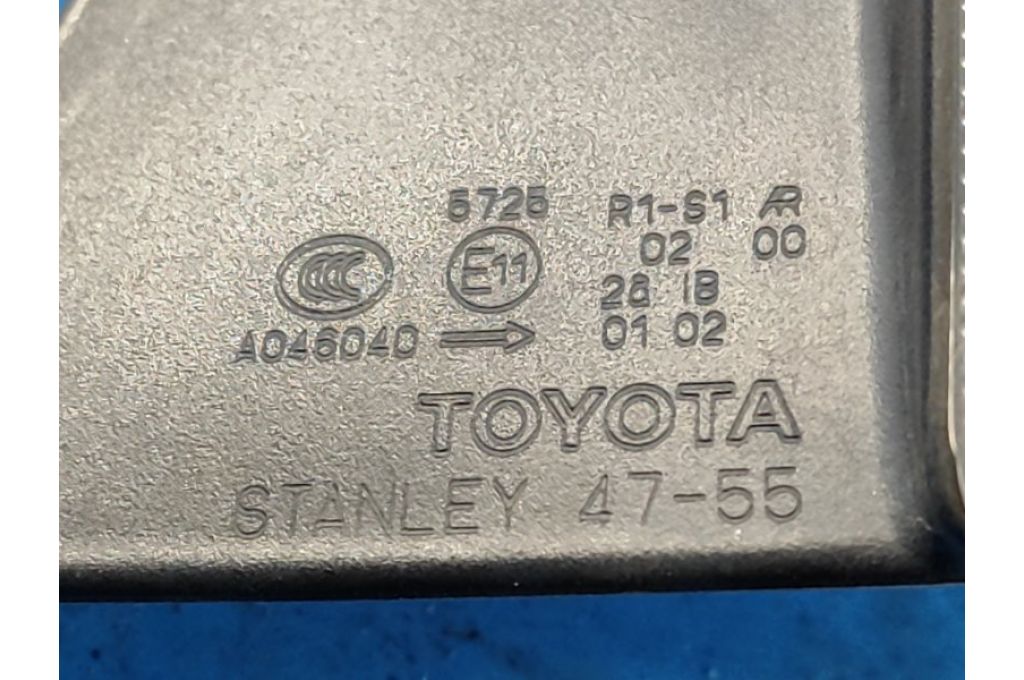 5725 R1-S1 AR
02 00
CCC E11 2a IB
A046040 → 01 02
TOYOTA
STANLEY 47-55